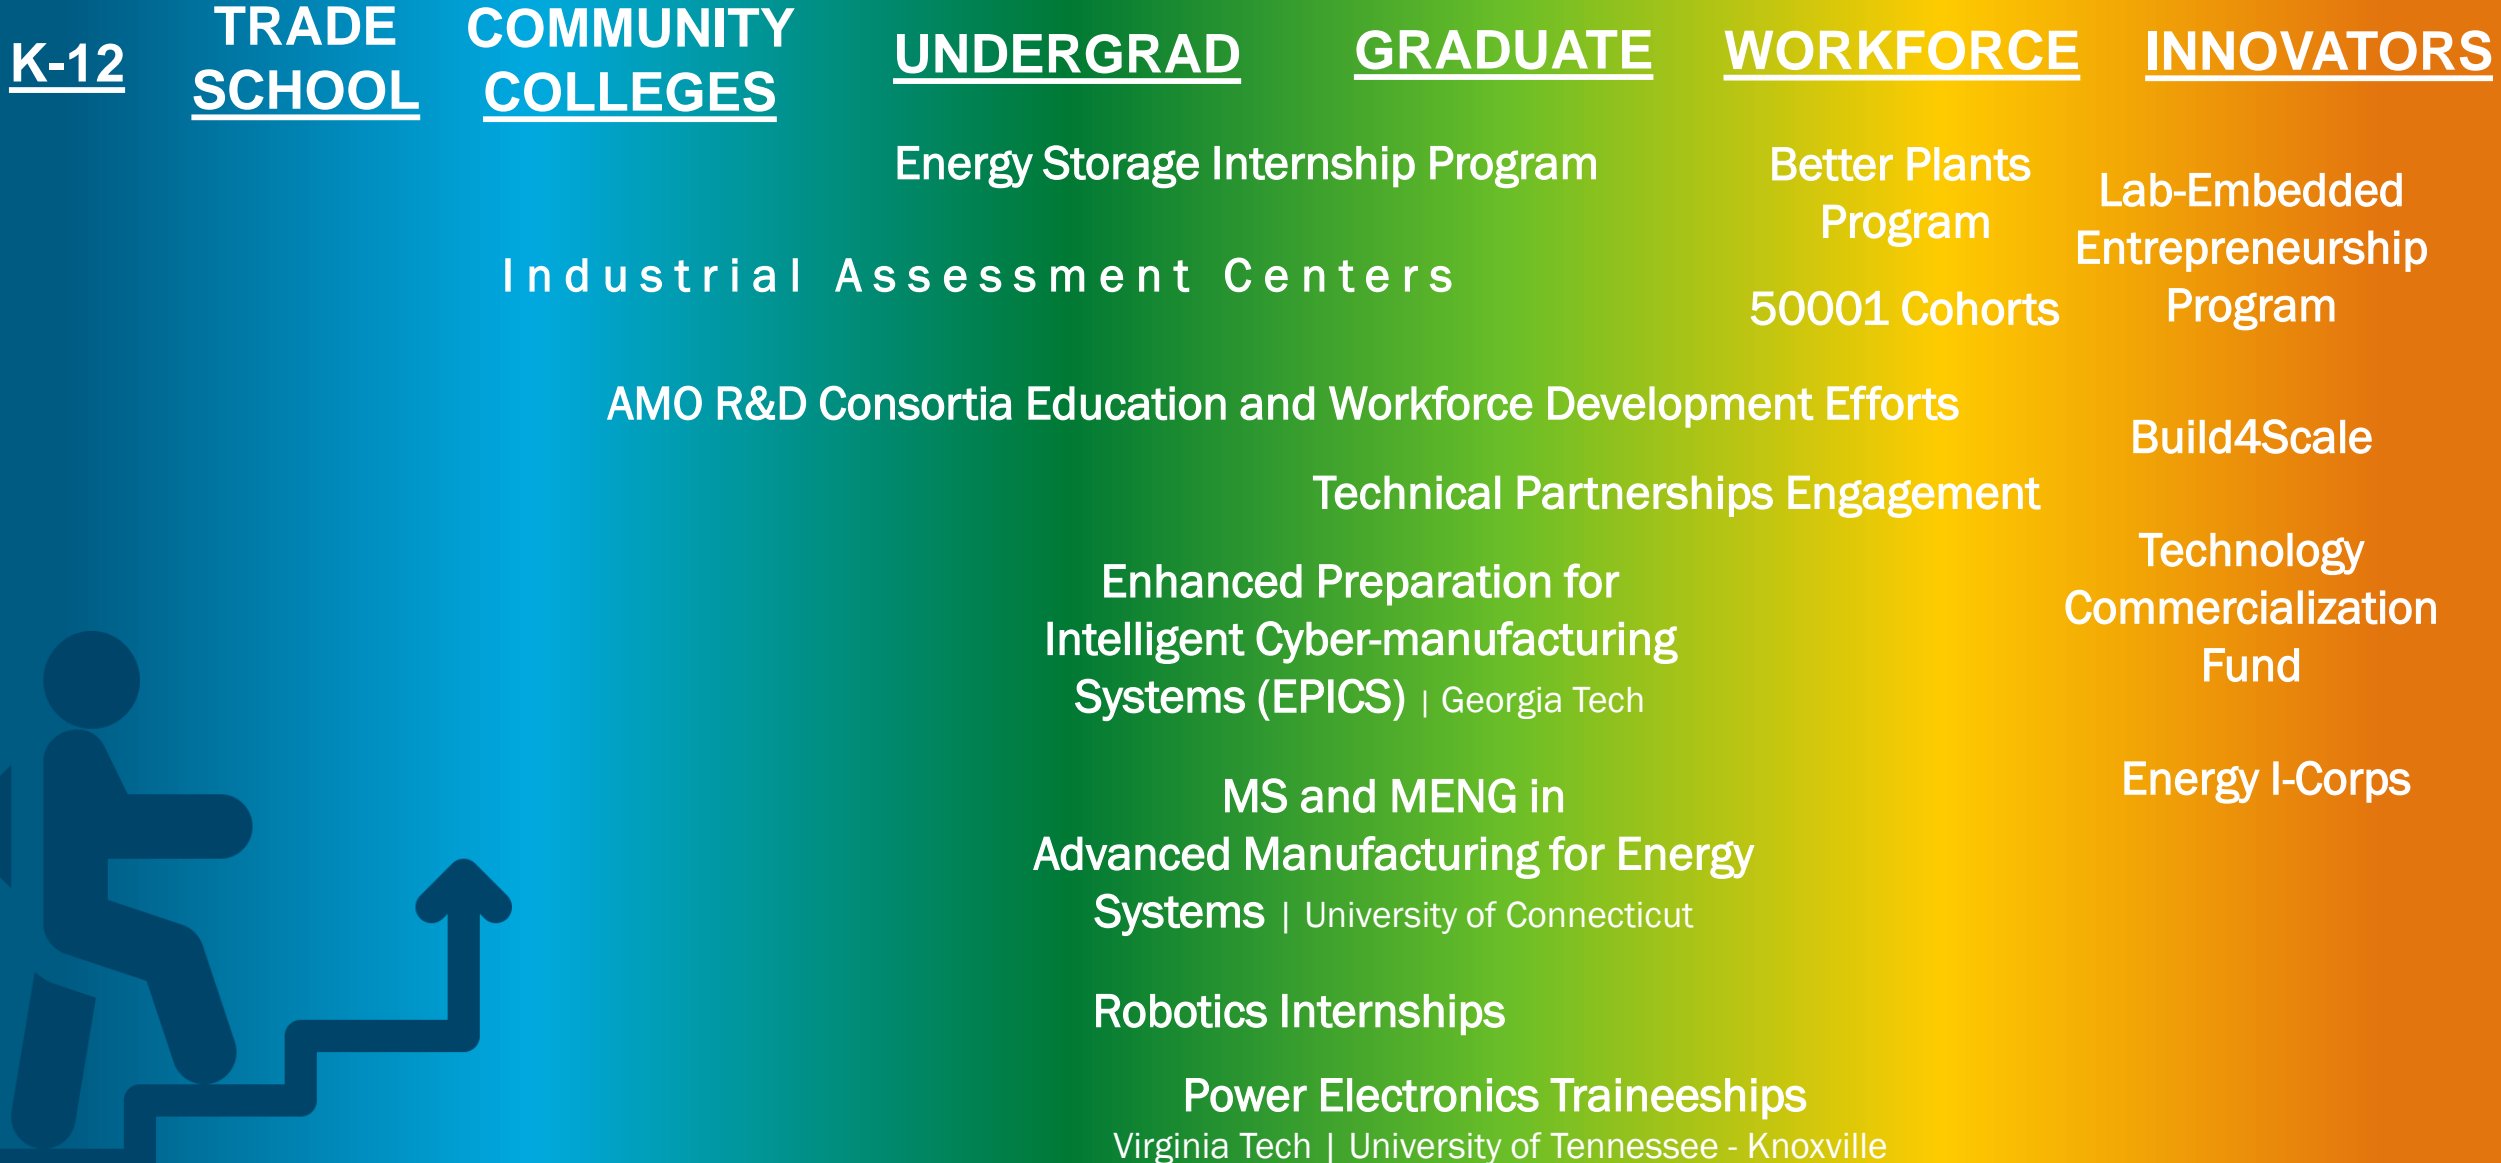 K-12
TRADE
SCHOOL
COMMUNITY
COLLEGES
UNDERGRAD
GRADUATE
WORKFORCE
INNOVATORS
Energy Storage Internship Program
Better Plants
Program
Lab-Embedded
Entrepreneurship
Program
Industrial Assessment Centers
50001 Cohorts
AMO R&D Consortia Education and Workforce Development Efforts
Build4Scale
Technical Partnerships Engagement
Technology
Commercialization
Fund
Enhanced Preparation for
Intelligent Cyber-manufacturing
Systems (EPICS) | Georgia Tech
Energy I-Corps
MS and MENG in
Advanced Manufacturing for Energy
Systems | University of Connecticut
Robotics Internships
Power Electronics Traineeships
Virginia Tech | University of Tennessee - Knoxville